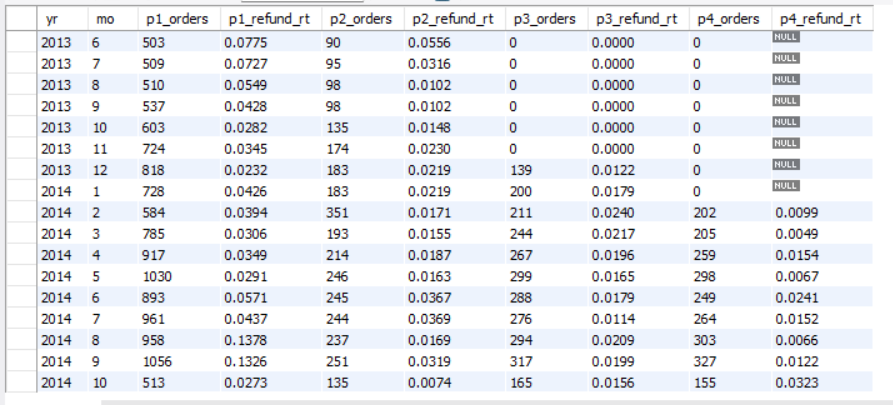 yr mo p1_orders p1_refund_rt p2_orders p2_refund_rt p3_orders p3_refund_rt p4_orders p4_refund_rt
2013 6 503 0.0775 90 0.0556 0 0.0000 0 NULL
2013 7 509 0.0727 95 0.0316 0 0.0000 0 NULL
2013 8 510 0.0549 98 0.0102 0 0.0000 0 NULL
2013 9 537 0.0428 98 0.0102 0 0.0000 0 NULL
2013 10 603 0.0282 135 0.0148 0 0.0000 0 NULL
2013 11 724 0.0345 174 0.0230 0 0.0000 0 NULL
2013 12 818 0.0232 183 0.0219 139 0.0122 0 NULL
2014 1 728 0.0426 183 0.0219 200 0.0179 0 NULL
2014 2 584 0.0394 351 0.0171 211 0.0240 202 0.0099
2014 3 785 0.0306 193 0.0155 244 0.0217 205 0.0049
2014 4 917 0.0349 214 0.0187 267 0.0196 259 0.0154
2014 5 1030 0.0291 246 0.0163 299 0.0165 298 0.0067
2014 6 893 0.0571 245 0.0367 288 0.0179 249 0.0241
2014 7 961 0.0437 244 0.0369 276 0.0114 264 0.0152
2014 8 958 0.1378 237 0.0169 294 0.0209 303 0.0066
2014 9 1056 0.1326 251 0.0319 317 0.0199 327 0.0122
2014 10 513 0.0273 135 0.0074 165 0.0156 155 0.0323